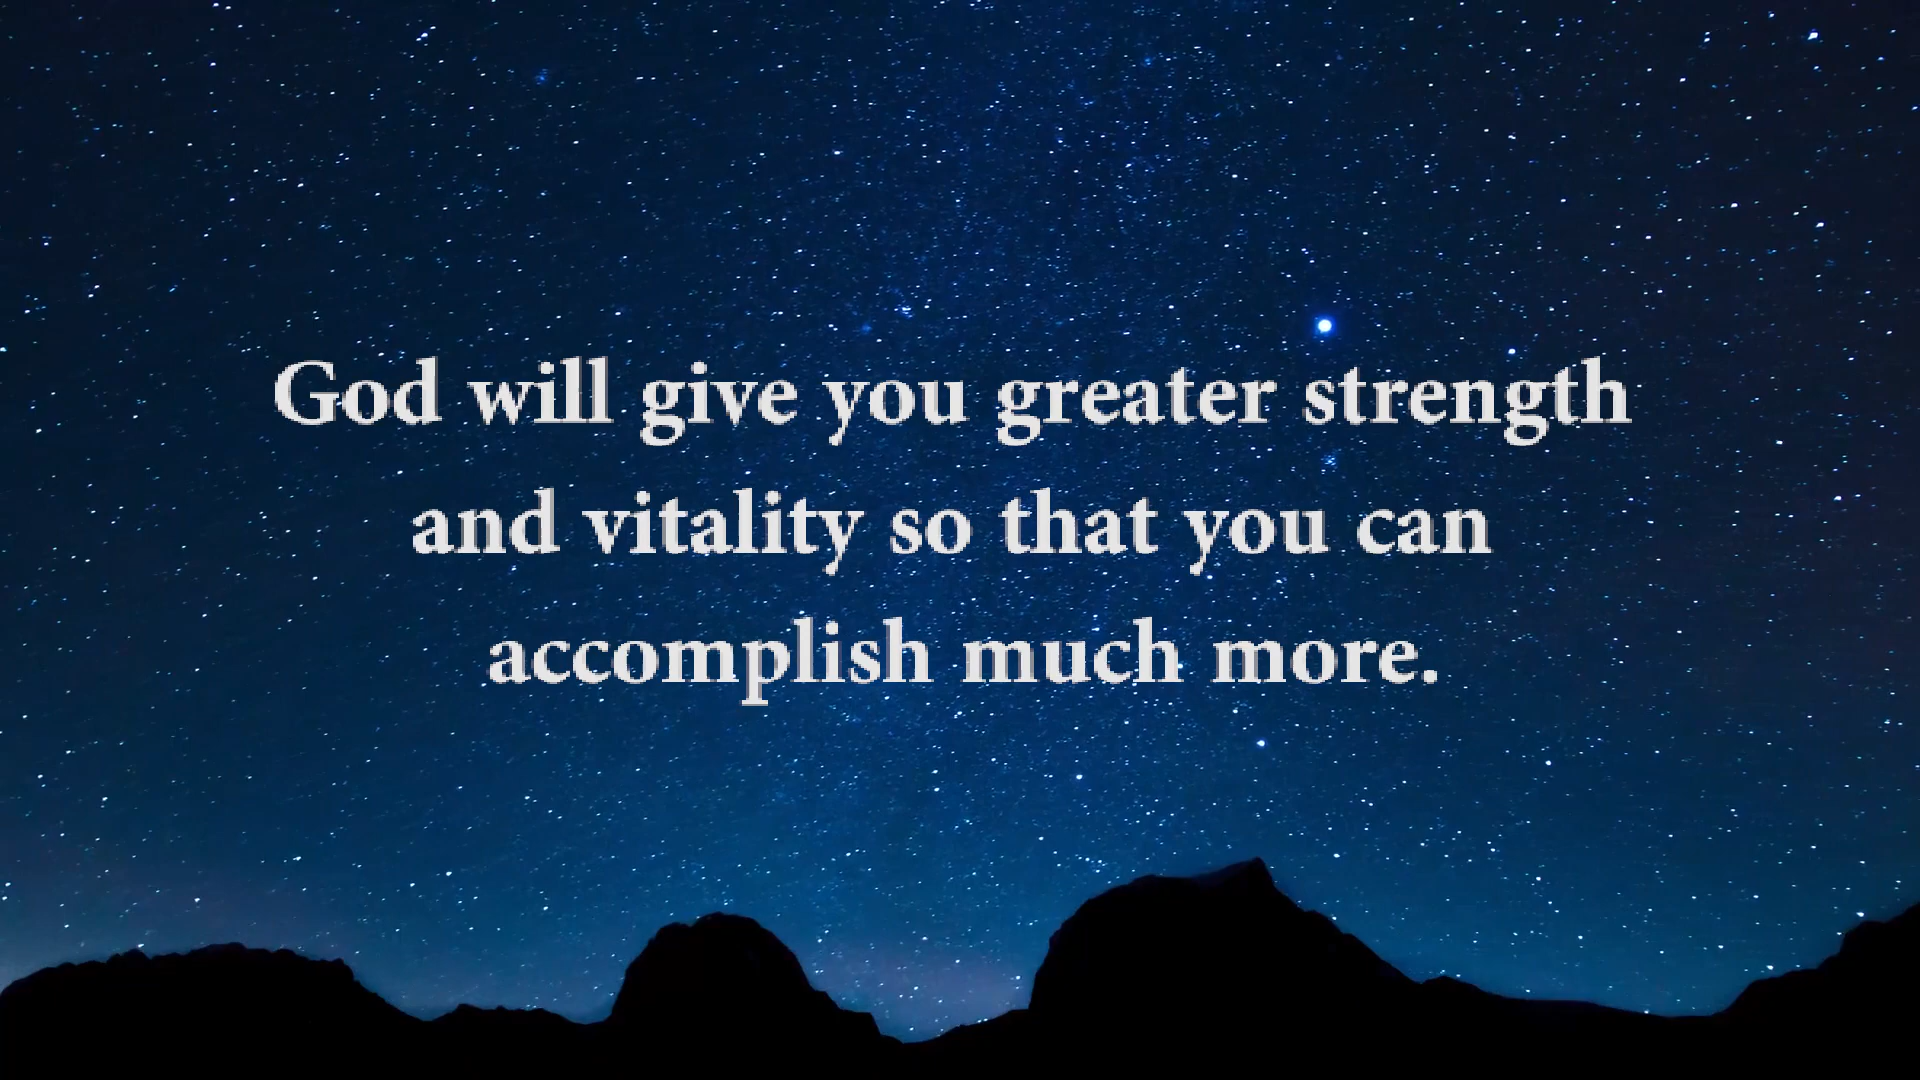 God will give you greater strength
and vitality so that you can
accomplish much more.